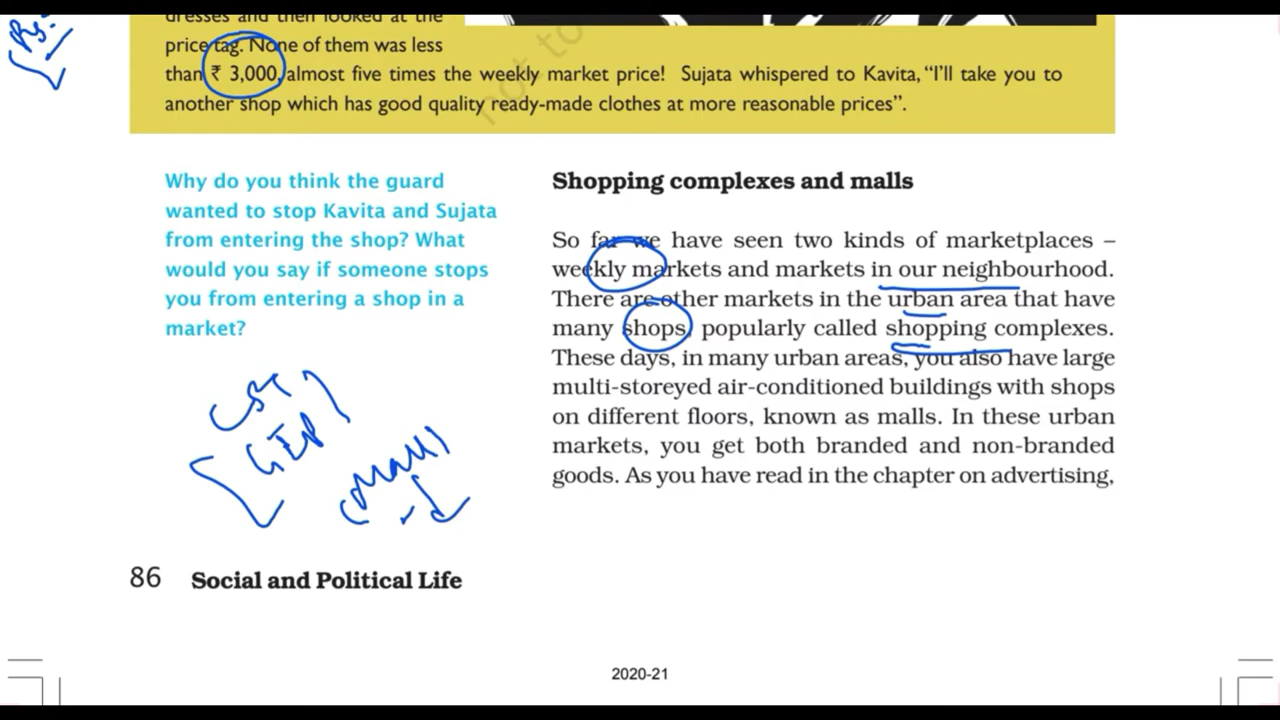 Rs.
dresses and then looked at the
price tag. None of them was less
than ₹ 3,000, almost five times the weekly market price! Sujata whispered to Kavita, “I’ll take you to
another shop which has good quality ready-made clothes at more reasonable prices”.
not to
Why do you think the guard
wanted to stop Kavita and Sujata
from entering the shop? What
would you say if someone stops
you from entering a shop in a
market?
Shopping complexes and malls
So far we have seen two kinds of marketplaces –
weekly markets and markets in our neighbourhood.
There are other markets in the urban area that have
many shops, popularly called shopping complexes.
These days, in many urban areas, you also have large
multi-storeyed air-conditioned buildings with shops
on different floors, known as malls. In these urban
markets, you get both branded and non-branded
goods. As you have read in the chapter on advertising,
Mall
86 Social and Political Life
2020-21